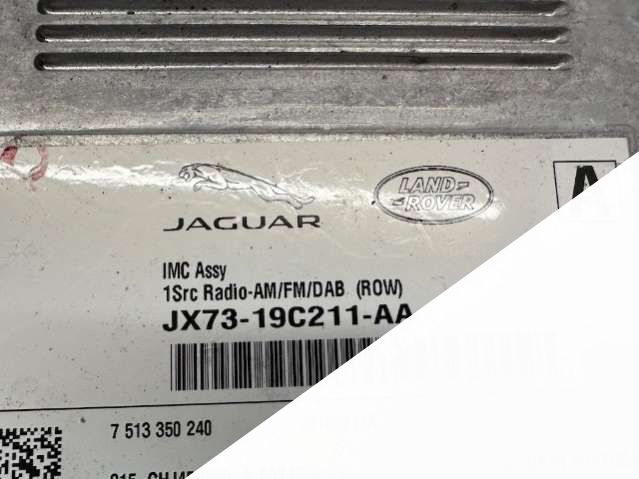 JAGUAR
LAND-
-ROVER
A
IMC Assy
1Src Radio-AM/FM/DAB (ROW)
JX73-19C211-AA
7 513 350 240